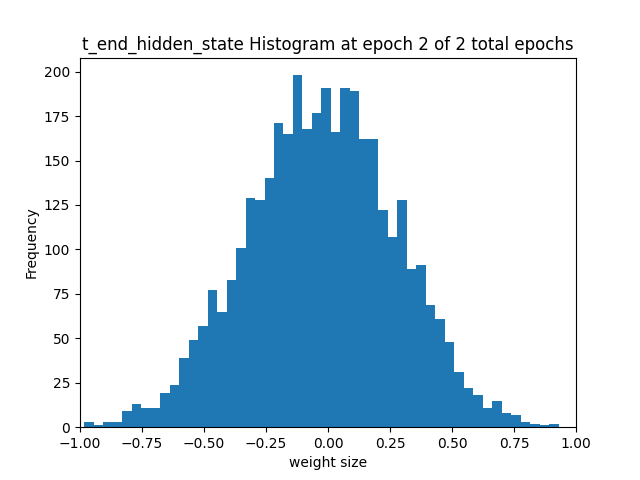 t_end_hidden_state Histogram at epoch 2 of 2 total epochs
200
175
150
125
100
75
50
25
0
Frequency
−1.00 −0.75 −0.50 −0.25 0.00 0.25 0.50 0.75 1.00
weight size